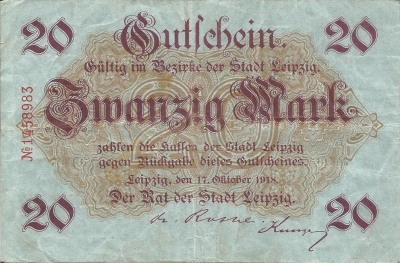 20 Gutschein. 20
Gültig im Bezirke der Stadt Leipzig.
Zwanzig Mark
zahlen die Kassen der Stadt Leipzig
gegen Rückgabe dieses Gutscheines.
Leipzig, den 17. Oktober 1918.
Der Rat der Stadt Leipzig.
20 20